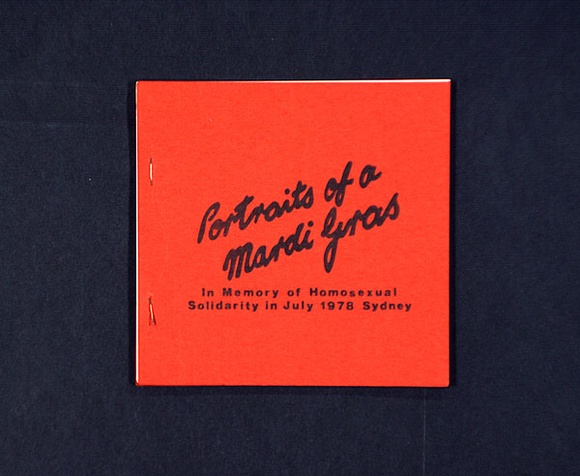 Portraits of a
Mardi Gras
In Memory of Homosexual
Solidarity in July 1978 Sydney